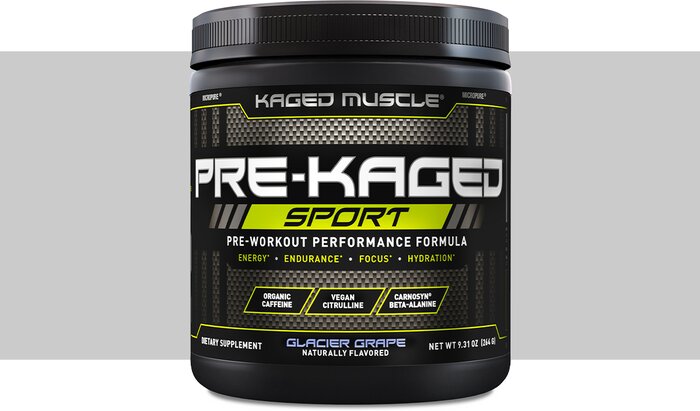 MICROPURE®
MICROPURE®
KAGED MUSCLE®
PRE-KAGED
SPORT
PRE-WORKOUT PERFORMANCE FORMULA
ENERGY* • ENDURANCE* • FOCUS* • HYDRATION*
ORGANIC CAFFEINE
VEGAN CITRULLINE
CARNOSYN® BETA-ALANINE
DIETARY SUPPLEMENT
GLACIER GRAPE
NATURALLY FLAVORED
NET WT 9.31 OZ (264 G)